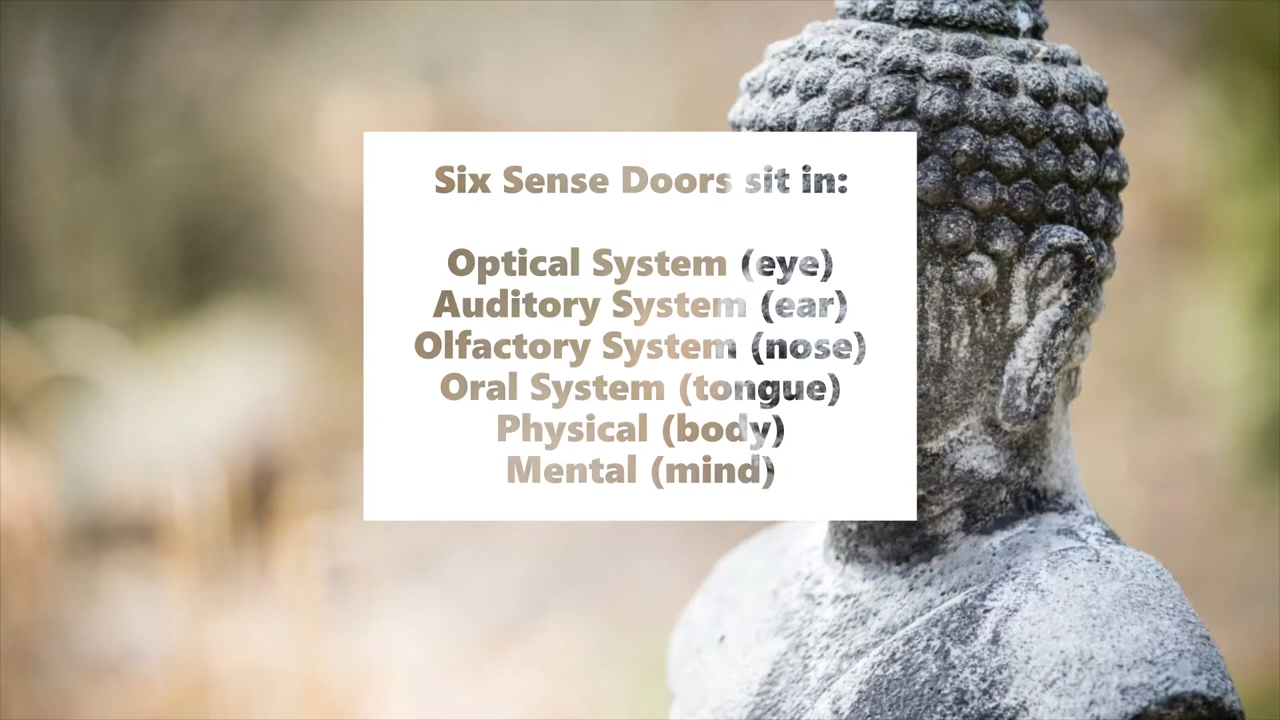 Six Sense Doors sit in:
Optical System (eye)
Auditory System (ear)
Olfactory System (nose)
Oral System (tongue)
Physical (body)
Mental (mind)